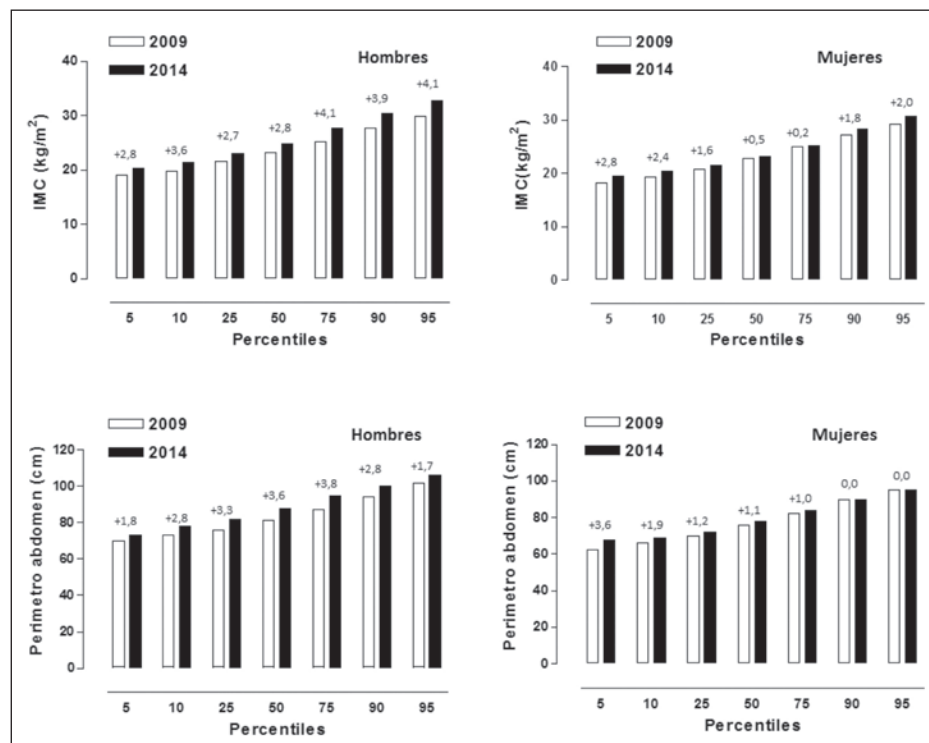 2009
2014
Hombres
IMC (kg/m²)
40
30
20
10
0
+2,8 +3,6 +2,7 +2,8 +4,1 +3,9 +4,1
5 10 25 50 75 90 95
Percentiles
2009
2014
Mujeres
IMC(kg/m²)
40
30
20
10
0
+2,8 +2,4 +1,6 +0,5 +0,2 +1,8 +2,0
5 10 25 50 75 90 95
Percentiles
2009
2014
Hombres
Perimetro abdomen (cm)
120
100
80
60
40
20
0
+1,8 +2,8 +3,3 +3,6 +3,8 +2,8 +1,7
5 10 25 50 75 90 95
Percentiles
2009
2014
Mujeres
Perimetro abdomen (cm)
120
100
80
60
40
20
0
+3,6 +1,9 +1,2 +1,1 +1,0 0,0 0,0
5 10 25 50 75 90 95
Percentiles